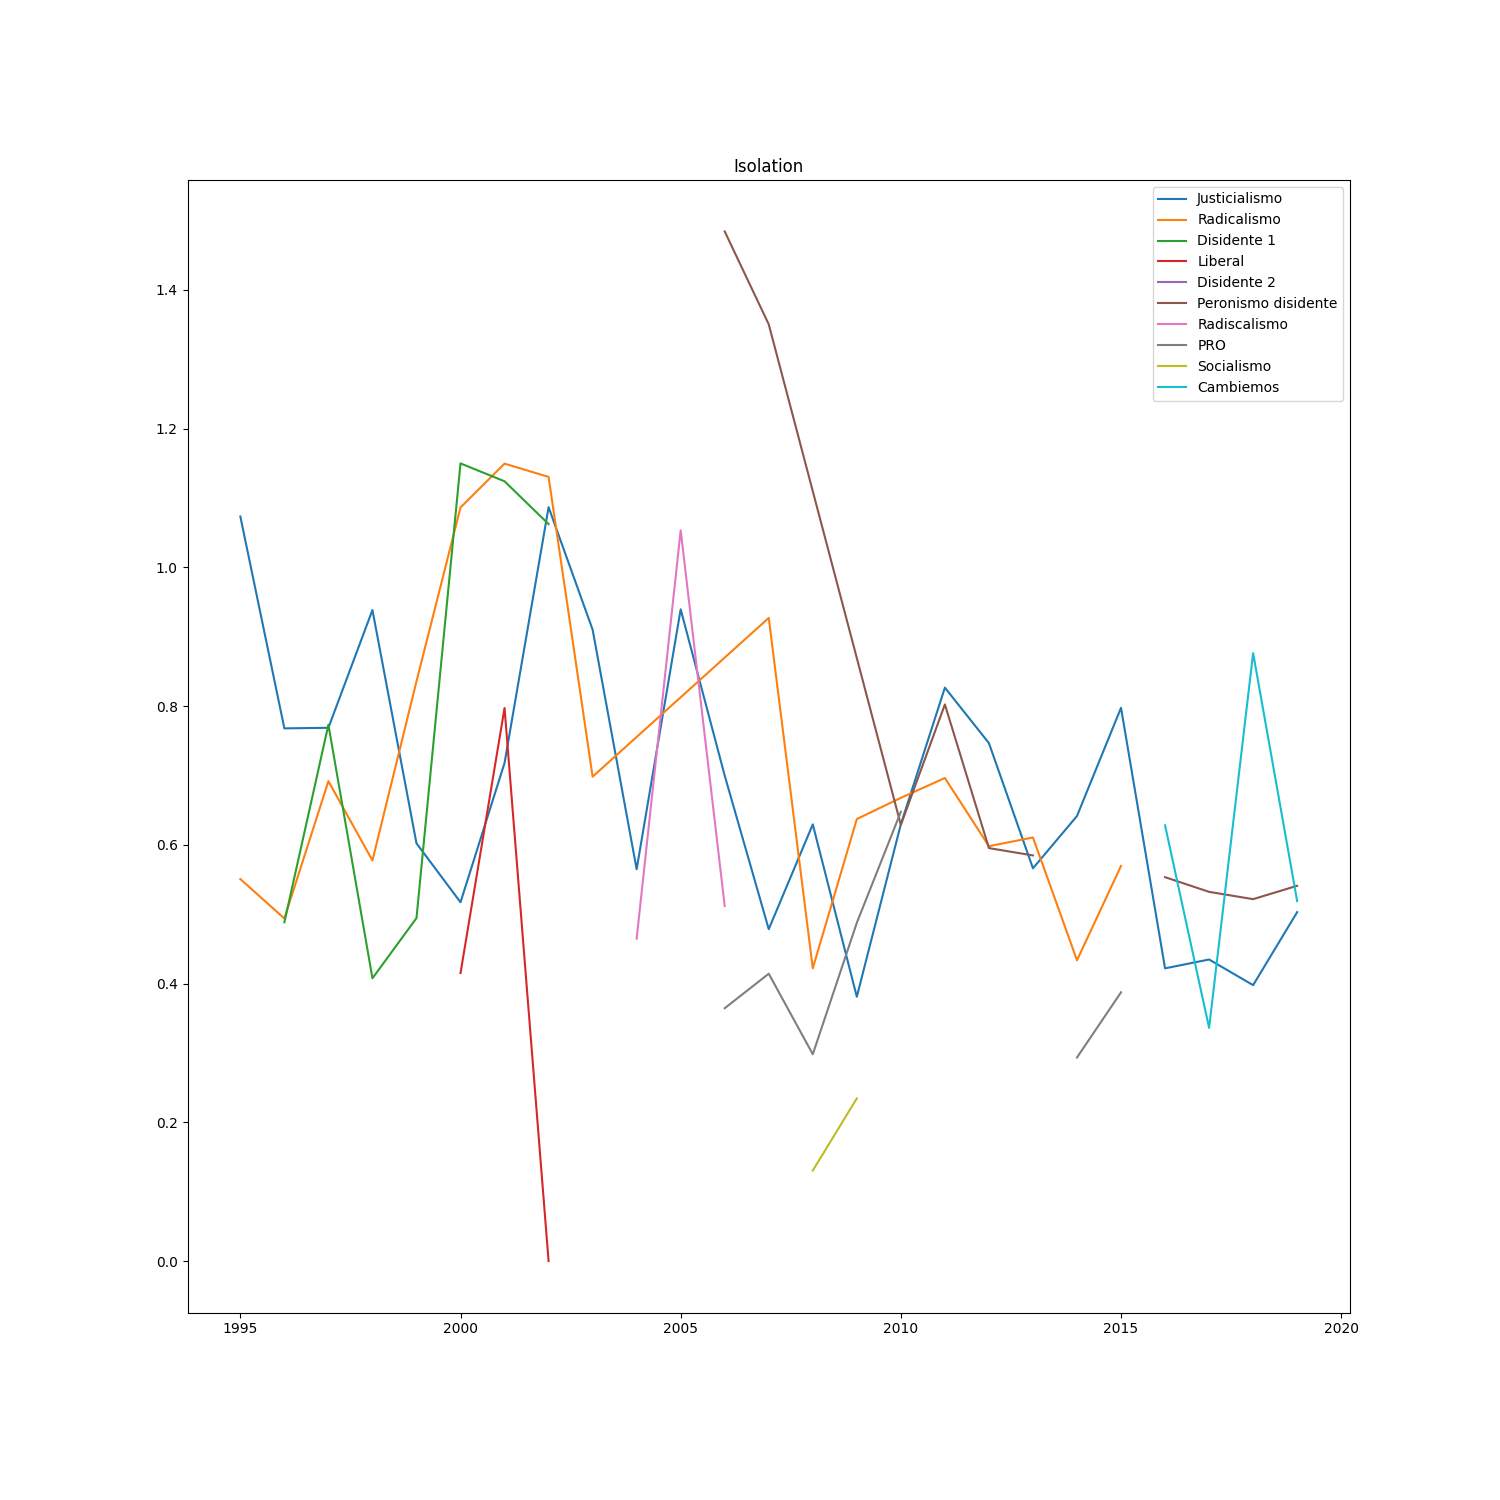 Isolation
Justicialismo
Radicalismo
Disidente 1
Liberal
Disidente 2
Peronismo disidente
Radiscalismo
PRO
Socialismo
Cambiemos
1.4
1.2
1.0
0.8
0.6
0.4
0.2
0.0
1995 2000 2005 2010 2015 2020